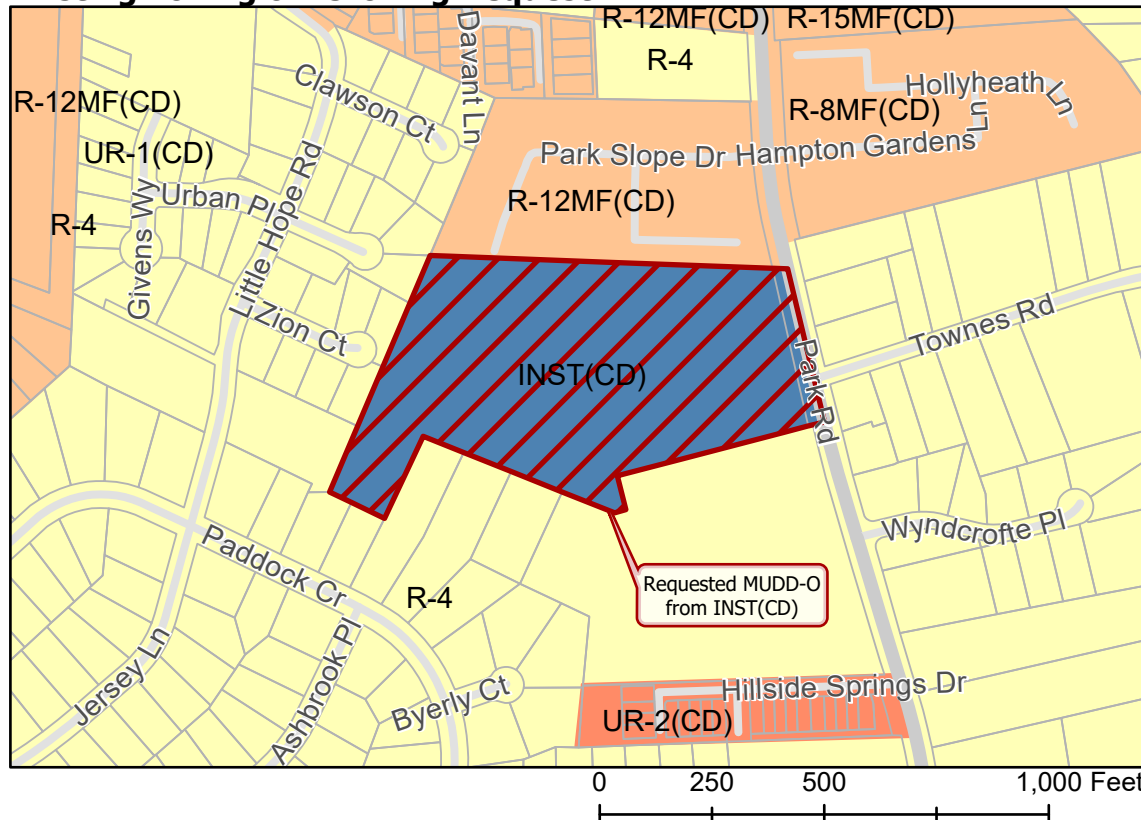 R-12MF(CD)
R-15MF(CD)
R-4
Davant Ln
Clawson Ct
Hollyheath Ln
Ln
R-12MF(CD)
R-8MF(CD)
UR-1(CD)
Park Slope Dr
Hampton Gardens
Little Hope Rd
R-12MF(CD)
Urban Pl
R-4
Givens Wy
Zion Ct
Townes Rd
INST(CD)
Park Rd
Wyndcrofte Pl
Paddock Cr
Requested MUDD-O
from INST(CD)
R-4
Jersey Ln
Ashbrook Pl
Byerly Ct
Hillside Springs Dr
UR-2(CD)
0 250 500 1,000 Feet